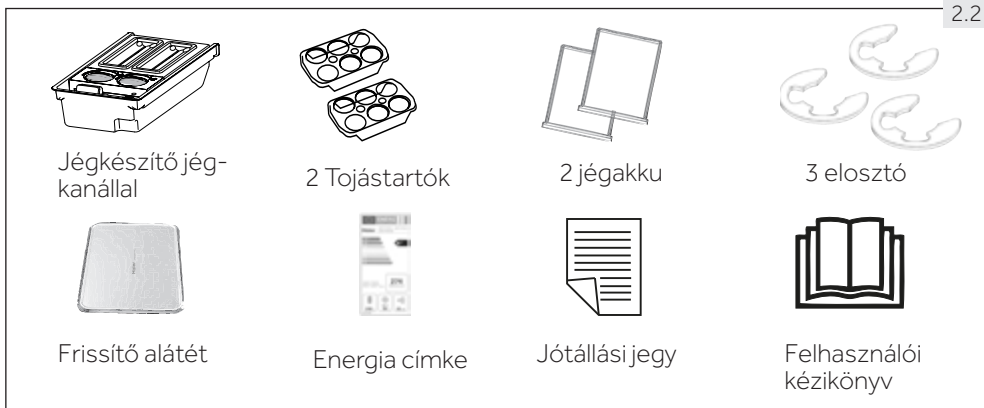 2.2
Jégkészítő jég-
kanállal
2 Tojástartók
2 jégakku
3 elosztó
Frissítő alátét
Energia címke
Jótállási jegy
Felhasználói
kézikönyv